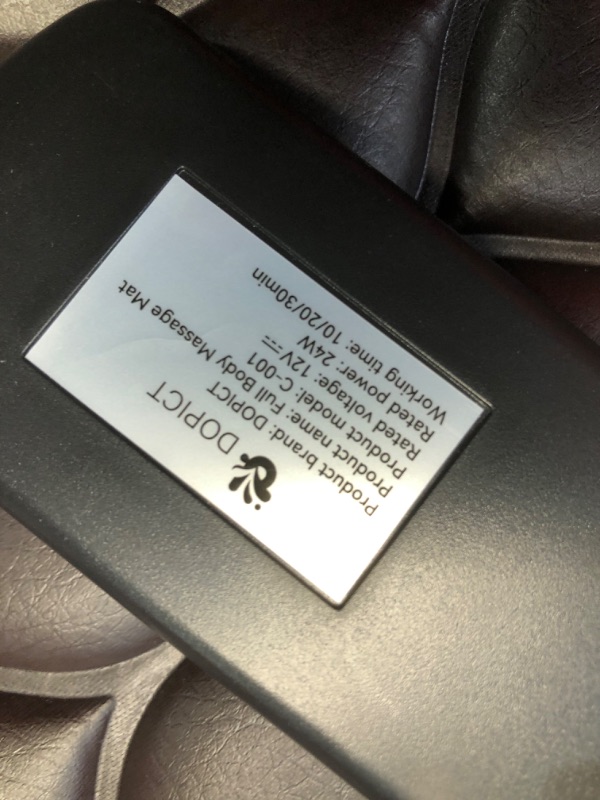 DOPICT
Product brand: DOPICT
Product name: Full Body Massage Mat
Product model: C-001
Rated voltage: 12V⎓
Rated power: 24W
Working time: 10/20/30min